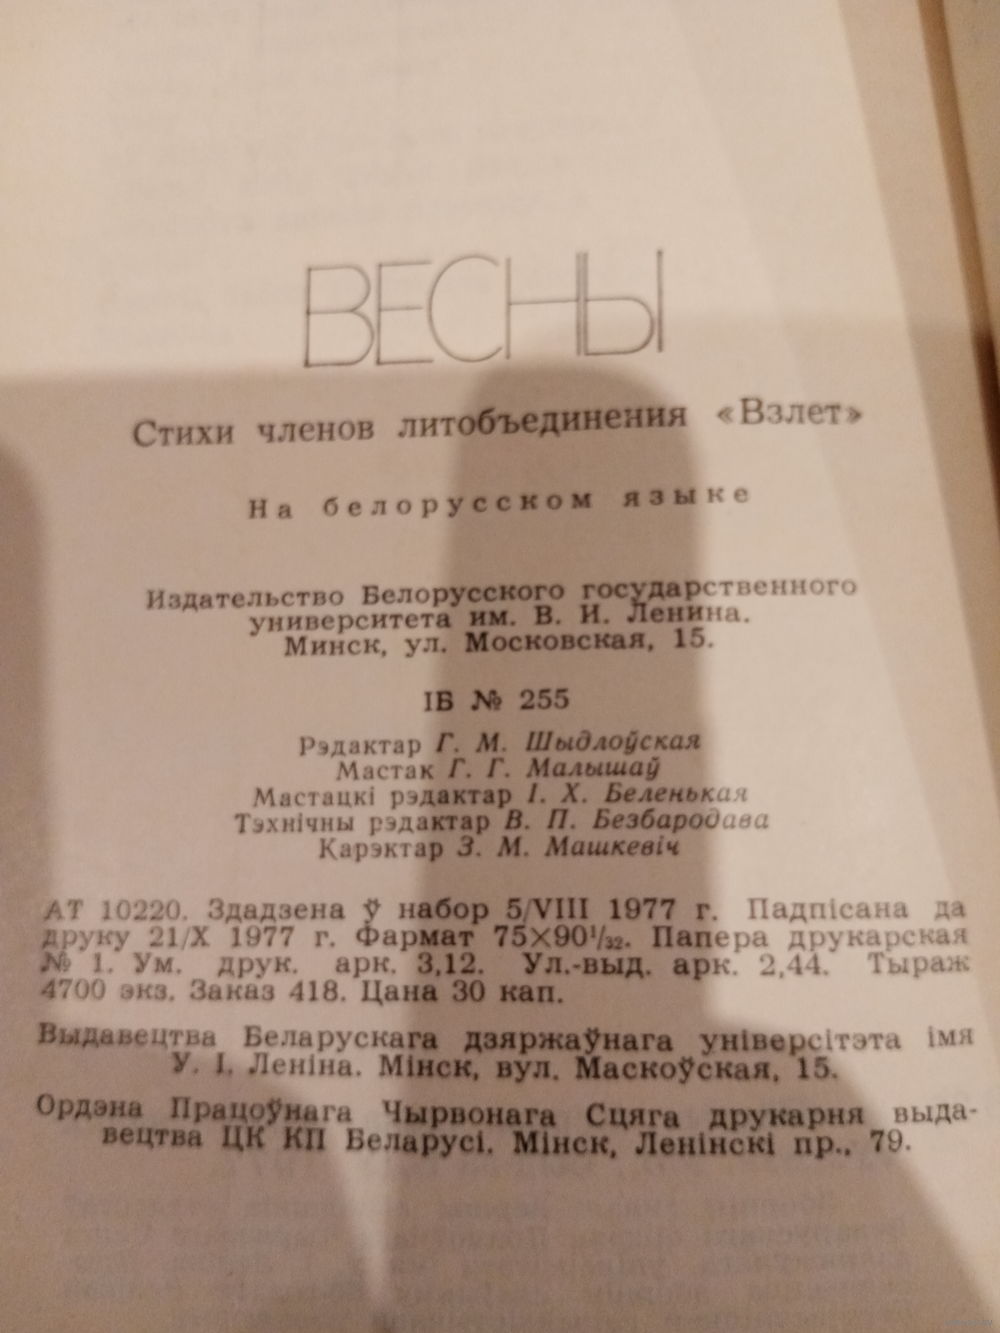 ВЕСНЫ
Стихи членов литобъединения «Взлет»
На белорусском языке
Издательство Белорусского государственного
университета им. В. И. Ленина.
Минск, ул. Московская, 15.
ІБ № 255
Рэдактар Г. М. Шыдлоўская
Мастак Г. Г. Малышаў
Мастацкі рэдактар І. Х. Беленькая
Тэхнічны рэдактар В. П. Безбародава
Карэктар З. М. Машкевіч
АТ 10220. Здадзена ў набор 5/VIII 1977 г. Падпісана да
друку 21/X 1977 г. Фармат 75×90¹/₃₂. Папера друкарская
№ 1. Ум. друк. арк. 3,12. Ул.-выд. арк. 2,44. Тыраж
4700 экз. Заказ 418. Цана 30 кап.
Выдавецтва Беларускага дзяржаўнага універсітэта імя
У. І. Леніна. Мінск, вул. Маскоўская, 15.
Ордэна Працоўнага Чырвонага Сцяга друкарня выда-
вецтва ЦК КП Беларусі. Мінск, Ленінскі пр., 79.